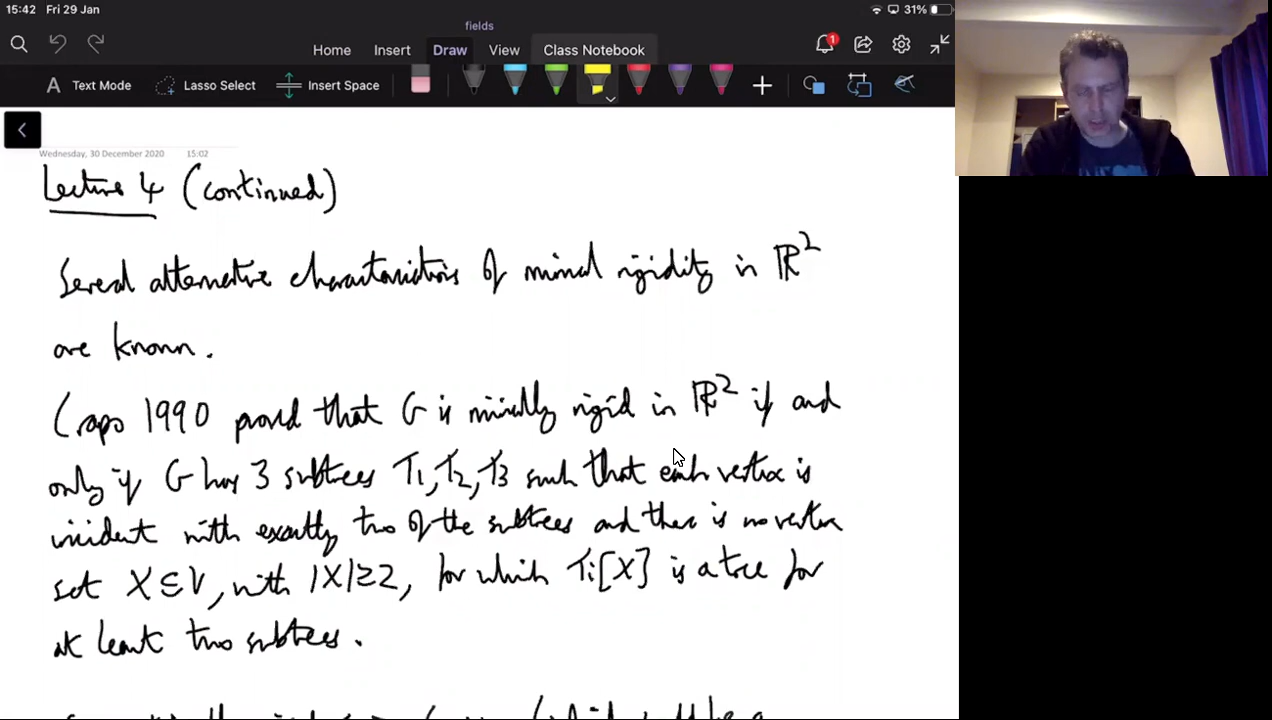 15:42 Fri 29 Jan
31%
fields
Home Insert Draw View Class Notebook
1
A Text Mode Lasso Select Insert Space
Wednesday, 30 December 2020 15:02
Lecture 4 (continued)
Several alternative characterisations of minimal rigidity in ℝ²
are known.
Crapo 1990 proved that G is minimally rigid in ℝ² if and
only if G has 3 subtrees T1, T2, T3 such that each vertex is
incident with exactly two of the subtrees and there is no vertex
set X ⊆ V, with |X| ≥ 2, for which Ti[X] is a tree for
at least two subtrees.